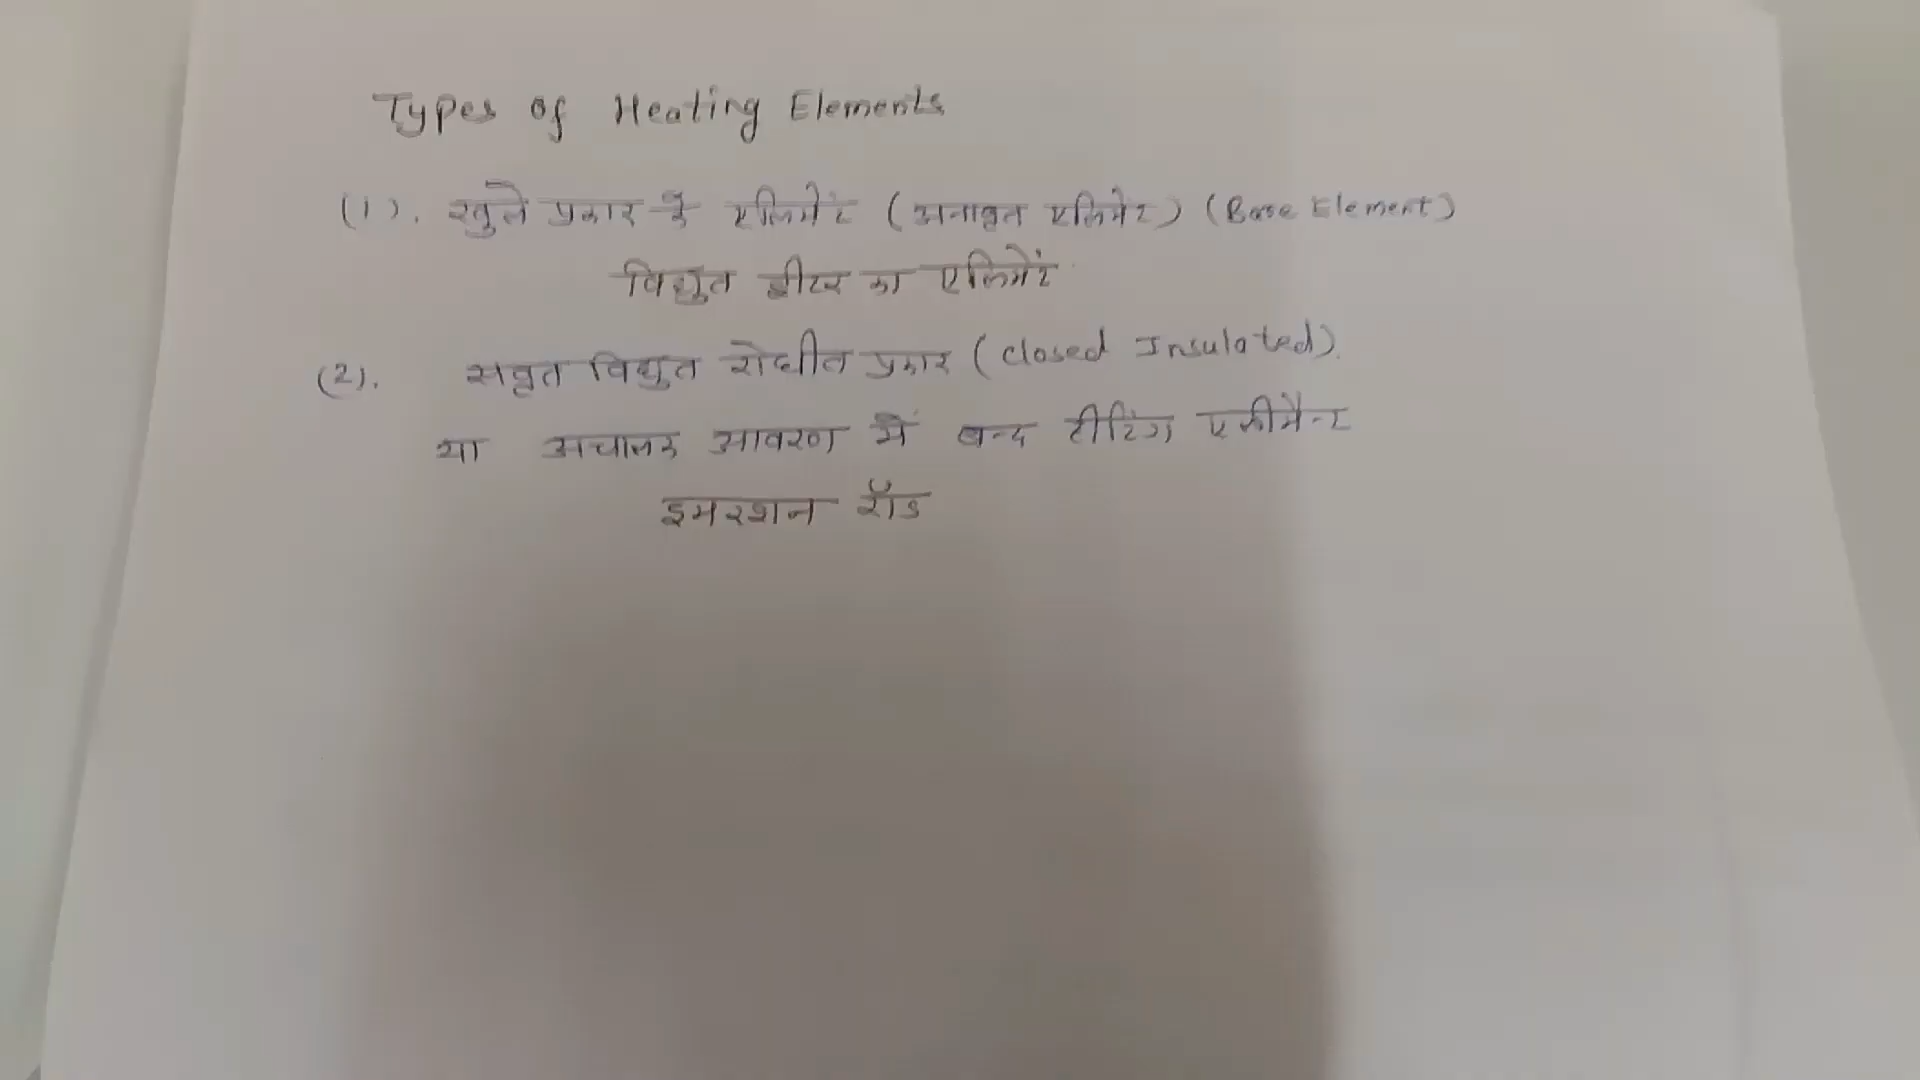 Types of Heating Elements
(1). खुले प्रकार के एलिमेंट (अनावृत एलिमेंट) (Bare Element)
विद्युत हीटर का एलिमेंट
(2). सवृत विद्युत रोधीत प्रकार (closed Insulated).
या अचालक आवरण में बन्द हीटिंग एलीमैन्ट
इमरशन रॉड